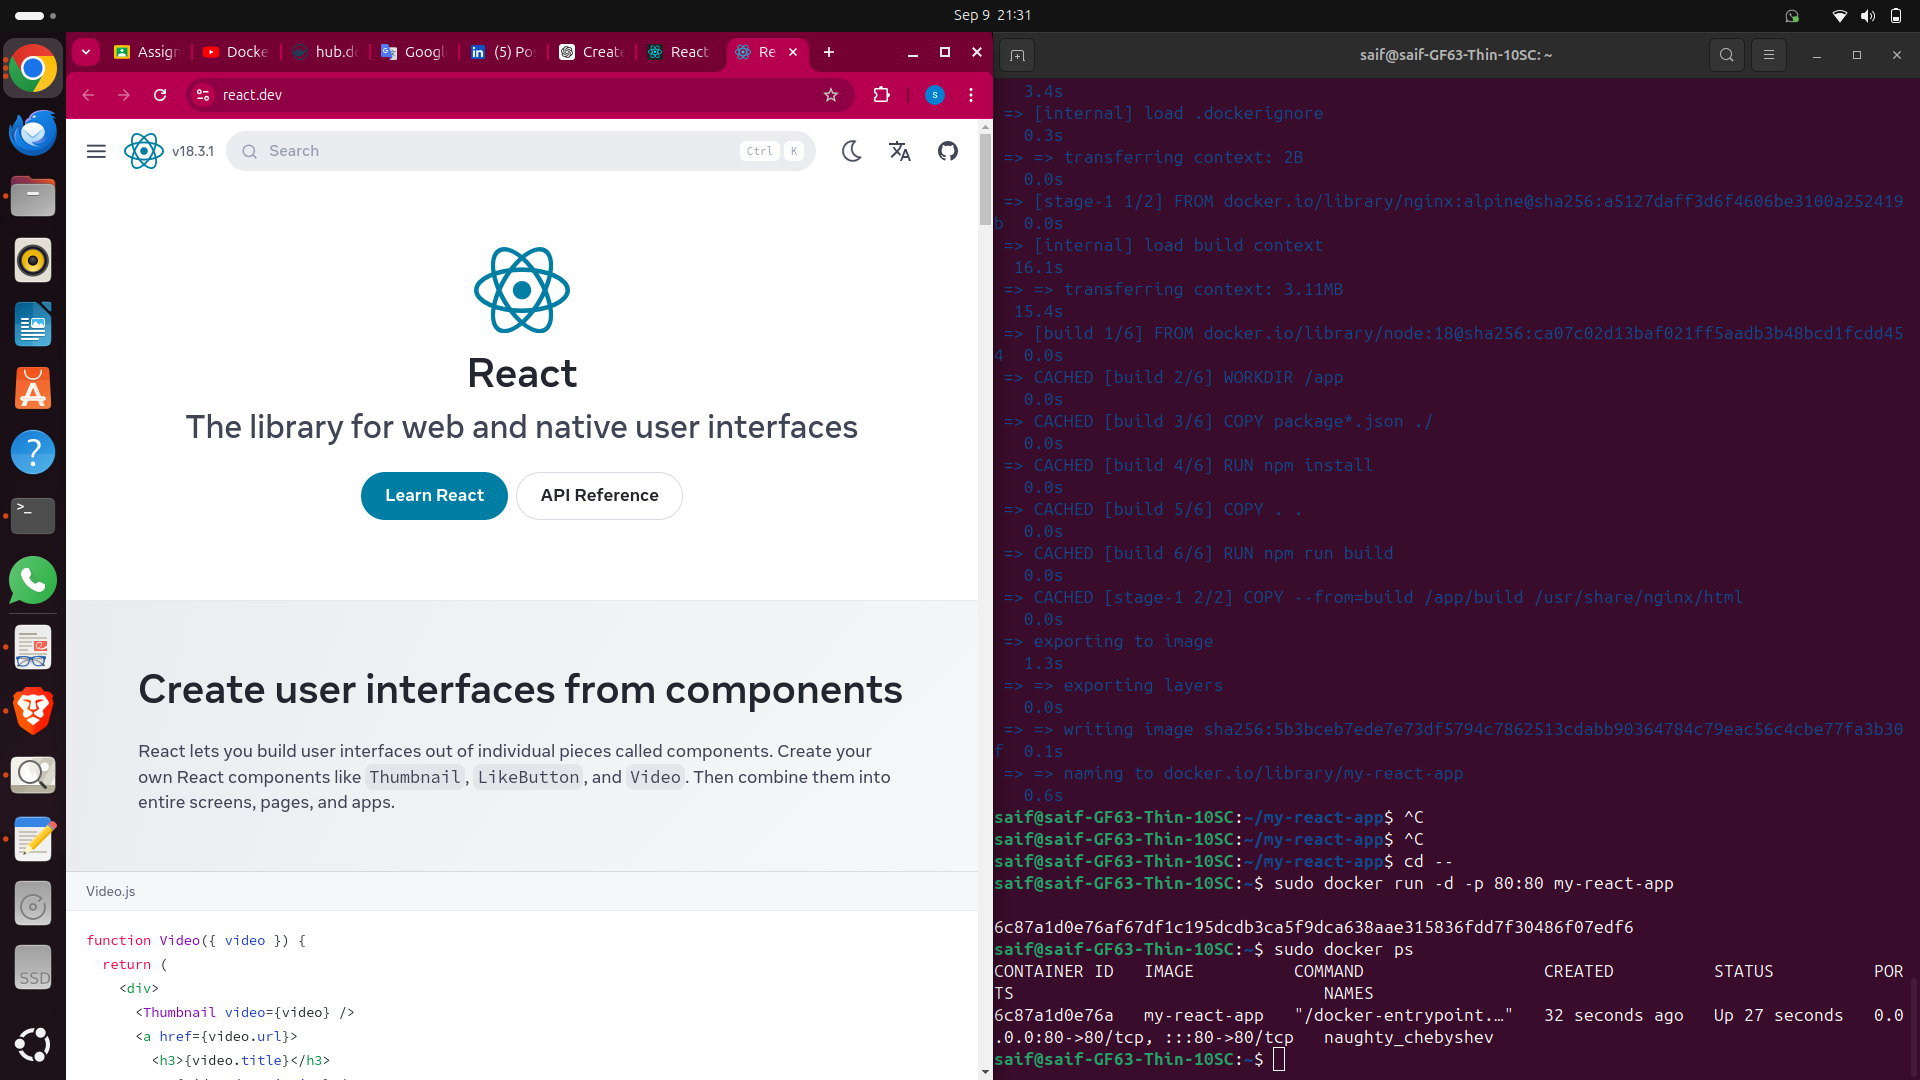 Sep 9 21:31
Assign
Docke
hub.do
Googl
(5) Po
Create
React
Re
react.dev
S
v18.3.1
Search
Ctrl K
React
The library for web and native user interfaces
Learn React
API Reference
Create user interfaces from components
React lets you build user interfaces out of individual pieces called components. Create your
own React components like Thumbnail, LikeButton, and Video. Then combine them into
entire screens, pages, and apps.
Video.js
function Video({ video }) {
return (
<div>
<Thumbnail video={video} />
<a href={video.url}>
<h3>{video.title}</h3>
SSD
saif@saif-GF63-Thin-10SC: ~
3.4s
=> [internal] load .dockerignore
0.3s
=> => transferring context: 2B
0.0s
=> [stage-1 1/2] FROM docker.io/library/nginx:alpine@sha256:a5127daff3d6f4606be3100a252419
b 0.0s
=> [internal] load build context
16.1s
=> => transferring context: 3.11MB
15.4s
=> [build 1/6] FROM docker.io/library/node:18@sha256:ca07c02d13baf021ff5aadb3b48bcd1fcdd45
4 0.0s
=> CACHED [build 2/6] WORKDIR /app
0.0s
=> CACHED [build 3/6] COPY package*.json ./
0.0s
=> CACHED [build 4/6] RUN npm install
0.0s
=> CACHED [build 5/6] COPY . .
0.0s
=> CACHED [build 6/6] RUN npm run build
0.0s
=> CACHED [stage-1 2/2] COPY --from=build /app/build /usr/share/nginx/html
0.0s
=> exporting to image
1.3s
=> => exporting layers
0.0s
=> => writing image sha256:5b3bceb7ede7e73df5794c7862513cdabb90364784c79eac56c4cbe77fa3b30
f 0.1s
=> => naming to docker.io/library/my-react-app
0.6s
saif@saif-GF63-Thin-10SC:~/my-react-app$ ^C
saif@saif-GF63-Thin-10SC:~/my-react-app$ ^C
saif@saif-GF63-Thin-10SC:~/my-react-app$ cd --
saif@saif-GF63-Thin-10SC:~$ sudo docker run -d -p 80:80 my-react-app
6c87a1d0e76af67df1c195dcdb3ca5f9dca638aae315836fdd7f30486f07edf6
saif@saif-GF63-Thin-10SC:~$ sudo docker ps
CONTAINER ID IMAGE COMMAND CREATED STATUS POR
TS NAMES
6c87a1d0e76a my-react-app "/docker-entrypoint.…" 32 seconds ago Up 27 seconds 0.0
.0.0:80->80/tcp, :::80->80/tcp naughty_chebyshev
saif@saif-GF63-Thin-10SC:~$